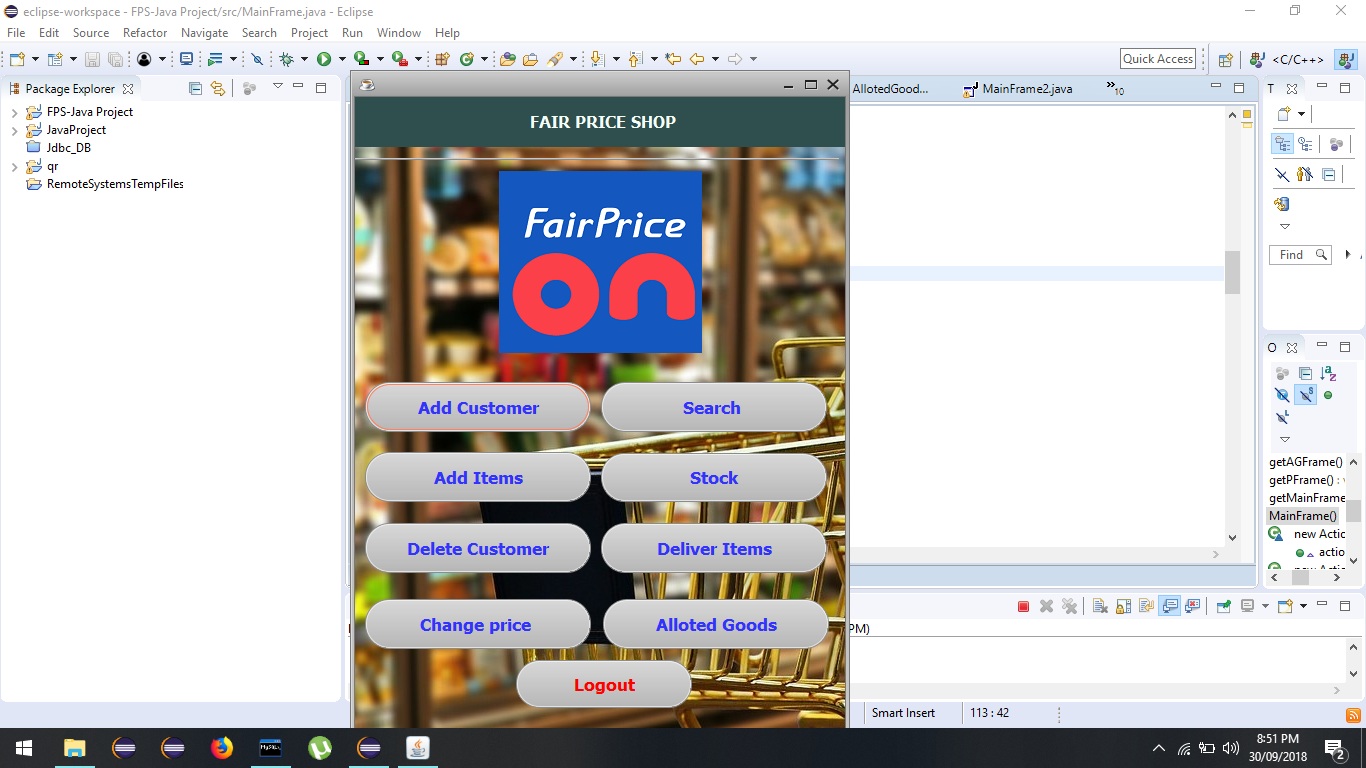 eclipse-workspace - FPS-Java Project/src/MainFrame.java - Eclipse
File Edit Source Refactor Navigate Search Project Run Window Help
Quick Access
<C/C++>
Package Explorer
FPS-Java Project
JavaProject
Jdbc_DB
qr
RemoteSystemsTempFiles
FAIR PRICE SHOP
FairPrice
on
Add Customer Search
Add Items Stock
Delete Customer Deliver Items
Change price Alloted Goods
Logout
AllotedGood... MainFrame2.java
10
T
Find
O
getAGFrame()
getPFrame() :
getMainFrame
MainFrame()
new Actio
actio
PM)
Smart Insert 113 : 42
8:51 PM
30/09/2018
2